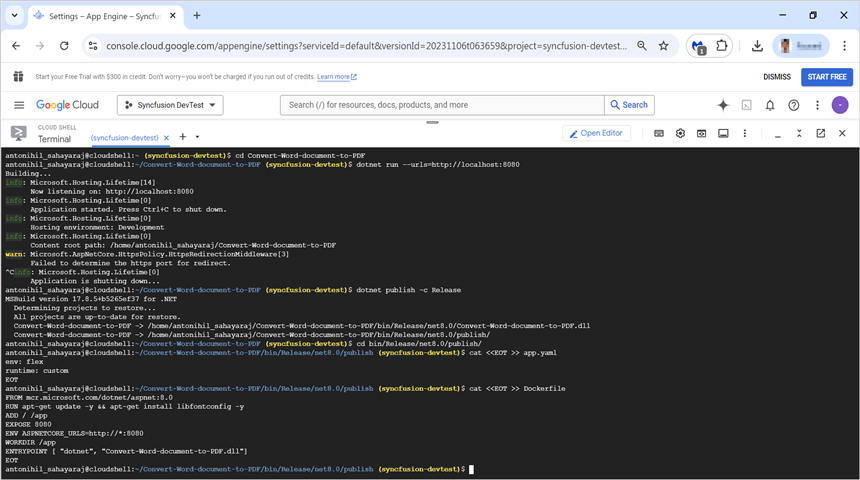 Settings – App Engine – Syncfusi
console.cloud.google.com/appengine/settings?serviceId=default&versionId=20231106t063659&project=syncfusion-devtest...
1
Start your Free Trial with $300 in credit. Don't worry—you won't be charged if you run out of credits. Learn more
DISMISS
START FREE
Google Cloud
Syncfusion DevTest
Search (/) for resources, docs, products, and more
Search
CLOUD SHELL
Terminal
(syncfusion-devtest)
Open Editor
antonihil_sahayaraj@cloudshell:~ (syncfusion-devtest)$ cd Convert-Word-document-to-PDF
antonihil_sahayaraj@cloudshell:~/Convert-Word-document-to-PDF (syncfusion-devtest)$ dotnet run --urls=http://localhost:8080
Building...
info: Microsoft.Hosting.Lifetime[14]
Now listening on: http://localhost:8080
info: Microsoft.Hosting.Lifetime[0]
Application started. Press Ctrl+C to shut down.
info: Microsoft.Hosting.Lifetime[0]
Hosting environment: Development
info: Microsoft.Hosting.Lifetime[0]
Content root path: /home/antonihil_sahayaraj/Convert-Word-document-to-PDF
warn: Microsoft.AspNetCore.HttpsPolicy.HttpsRedirectionMiddleware[3]
Failed to determine the https port for redirect.
^Cinfo: Microsoft.Hosting.Lifetime[0]
Application is shutting down...
antonihil_sahayaraj@cloudshell:~/Convert-Word-document-to-PDF (syncfusion-devtest)$ dotnet publish -c Release
MSBuild version 17.8.5+b5265ef37 for .NET
Determining projects to restore...
All projects are up-to-date for restore.
Convert-Word-document-to-PDF -> /home/antonihil_sahayaraj/Convert-Word-document-to-PDF/bin/Release/net8.0/Convert-Word-document-to-PDF.dll
Convert-Word-document-to-PDF -> /home/antonihil_sahayaraj/Convert-Word-document-to-PDF/bin/Release/net8.0/publish/
antonihil_sahayaraj@cloudshell:~/Convert-Word-document-to-PDF (syncfusion-devtest)$ cd bin/Release/net8.0/publish/
antonihil_sahayaraj@cloudshell:~/Convert-Word-document-to-PDF/bin/Release/net8.0/publish (syncfusion-devtest)$ cat <<EOT >> app.yaml
env: flex
runtime: custom
EOT
antonihil_sahayaraj@cloudshell:~/Convert-Word-document-to-PDF/bin/Release/net8.0/publish (syncfusion-devtest)$ cat <<EOT >> Dockerfile
FROM mcr.microsoft.com/dotnet/aspnet:8.0
RUN apt-get update -y && apt-get install libfontconfig -y
ADD / /app
EXPOSE 8080
ENV ASPNETCORE_URLS=http://*:8080
WORKDIR /app
ENTRYPOINT [ "dotnet", "Convert-Word-document-to-PDF.dll"]
EOT
antonihil_sahayaraj@cloudshell:~/Convert-Word-document-to-PDF/bin/Release/net8.0/publish (syncfusion-devtest)$